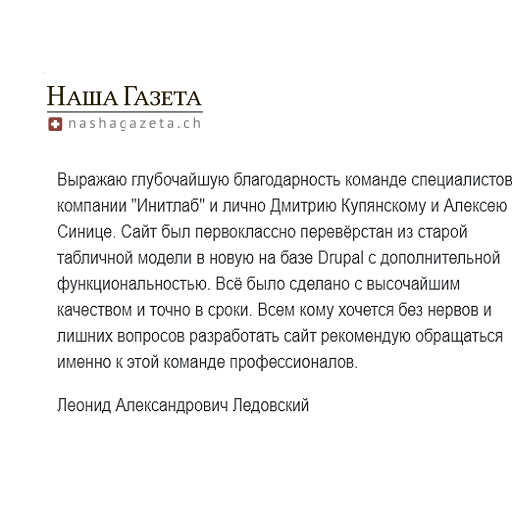 Наша Газета
nashagazeta.ch
Выражаю глубочайшую благодарность команде специалистов
компании "Инитлаб" и лично Дмитрию Купянскому и Алексею
Синице. Сайт был первоклассно перевёрстан из старой
табличной модели в новую на базе Drupal с дополнительной
функциональностью. Всё было сделано с высочайшим
качеством и точно в сроки. Всем кому хочется без нервов и
лишних вопросов разработать сайт рекомендую обращаться
именно к этой команде профессионалов.
Леонид Александрович Ледовский